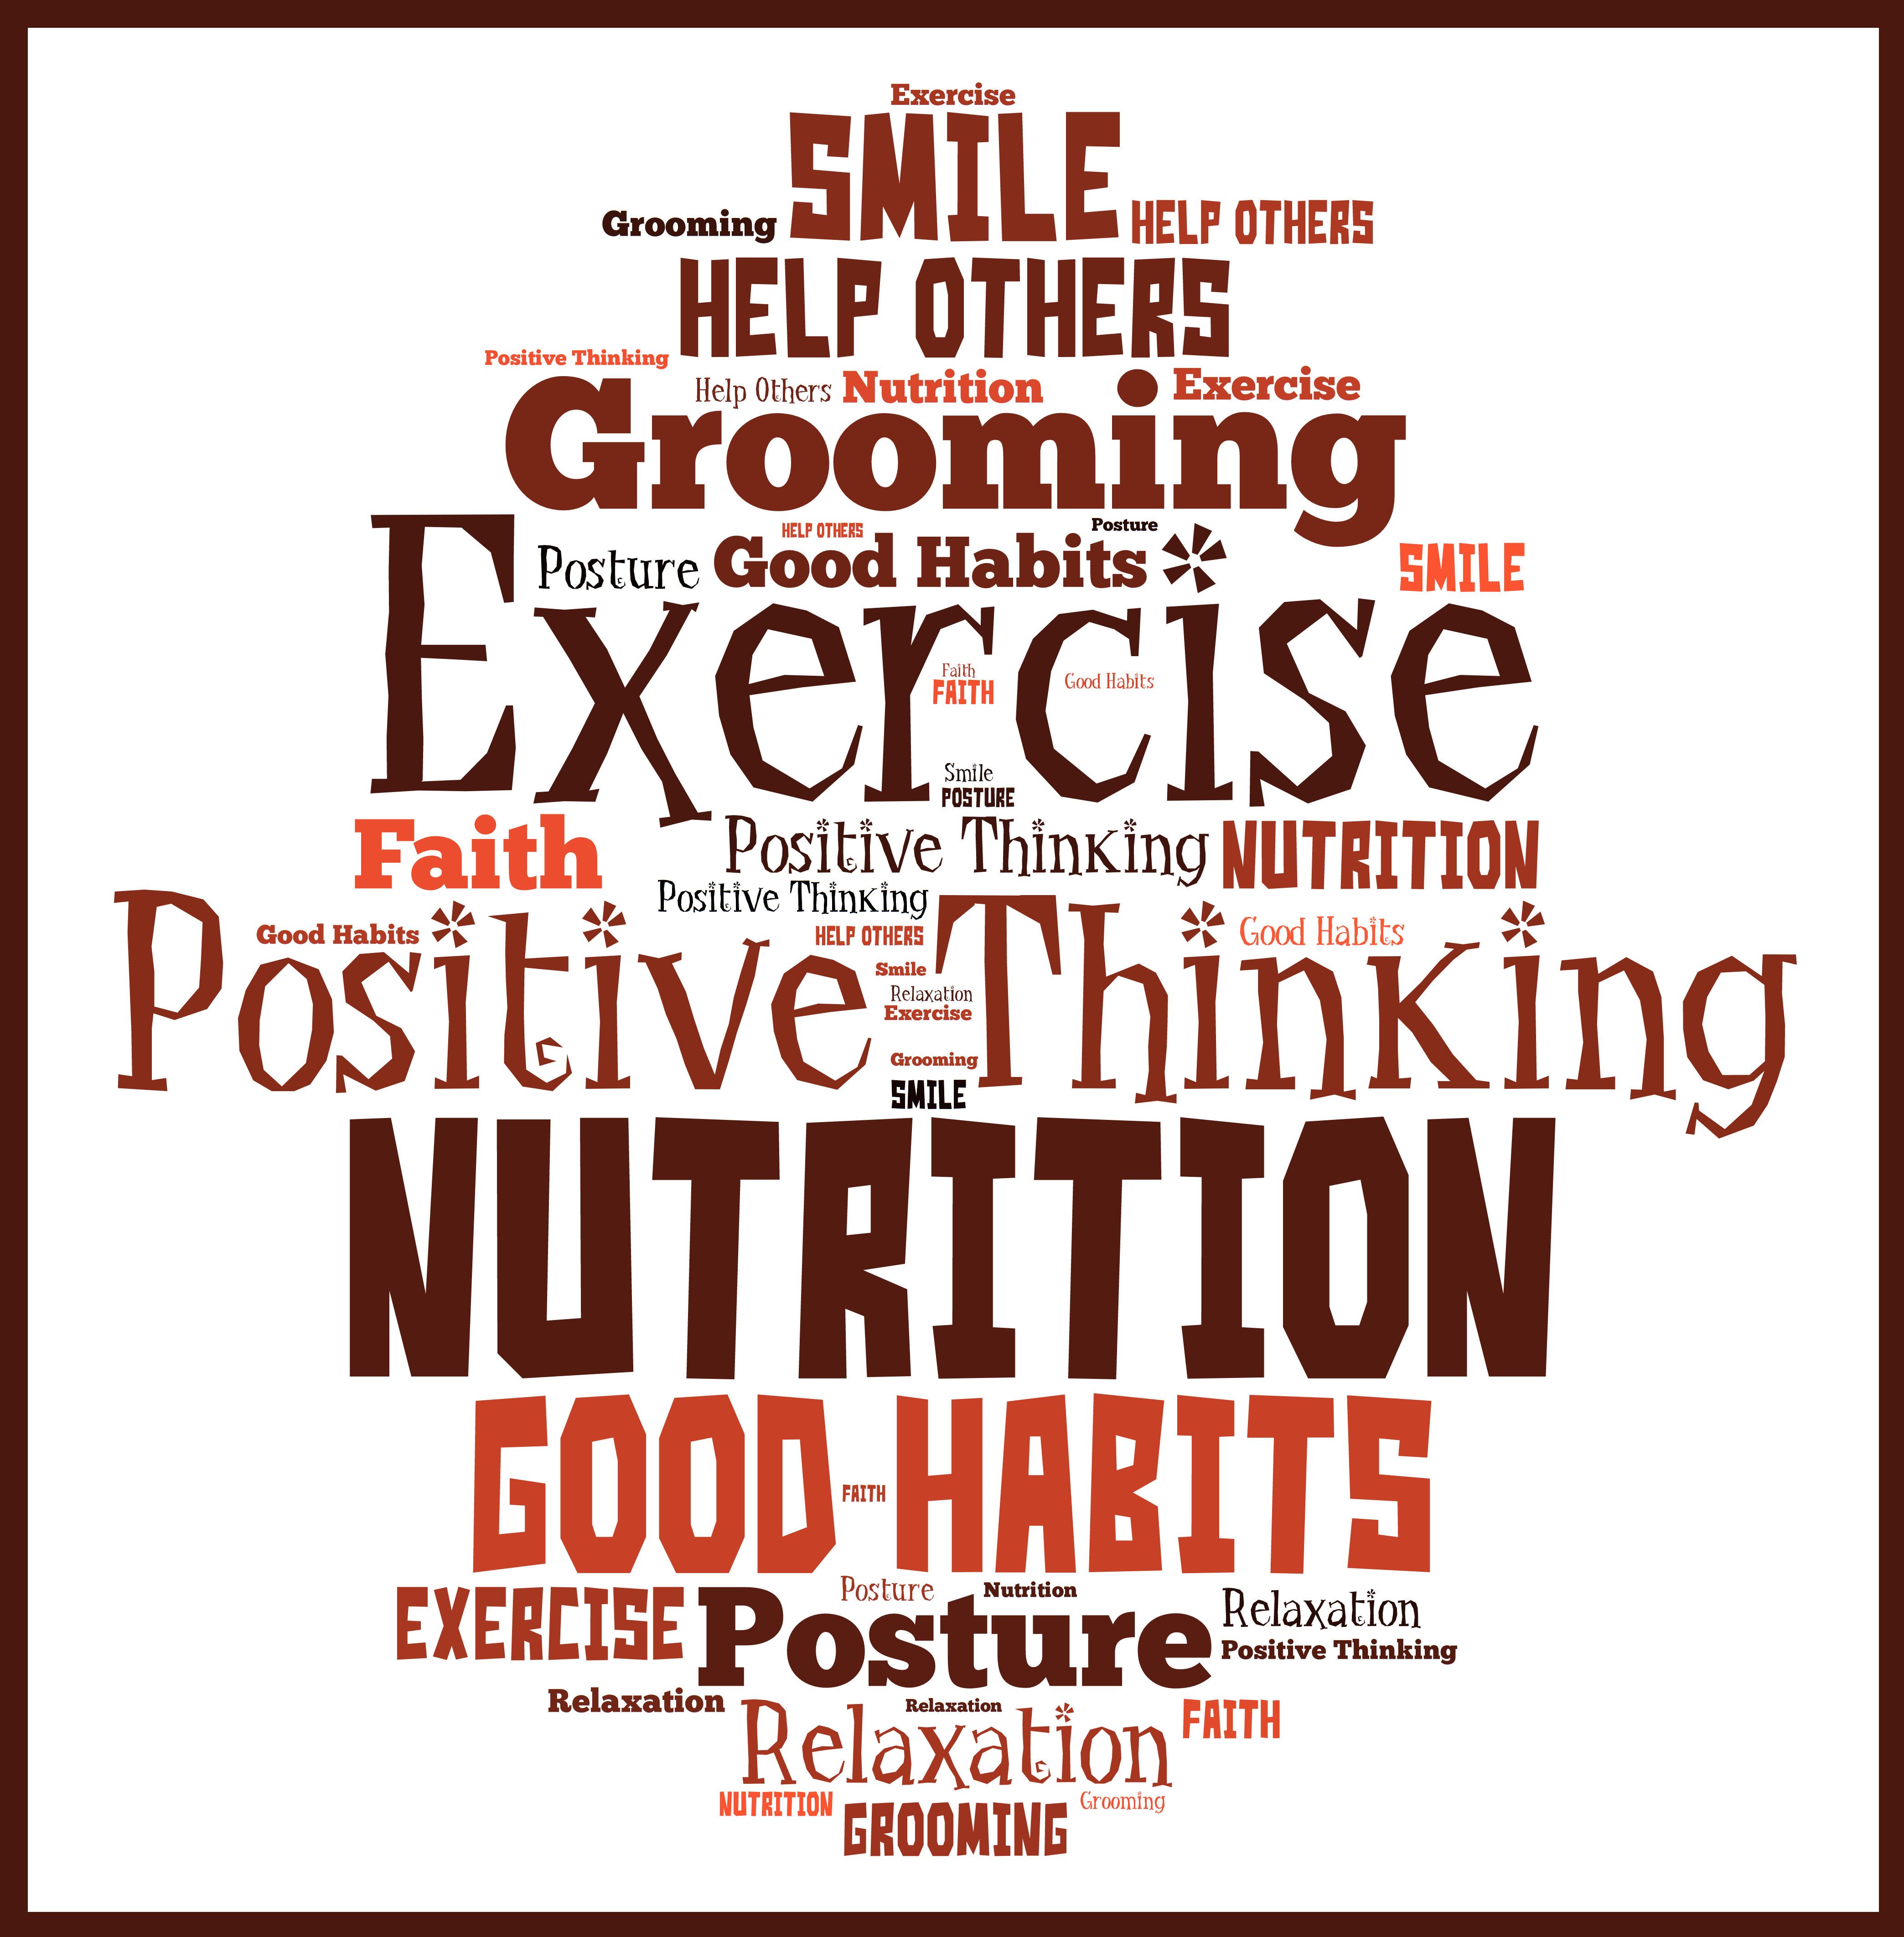 Exercise
SMILE
Grooming
HELP OTHERS
HELP OTHERS
Positive Thinking
Help Others
Nutrition
Exercise
Grooming
HELP OTHERS
Posture
Posture
Good Habits
SMILE
Exercise
Faith
FAITH
Good Habits
Smile
POSTURE
Faith
Positive Thinking
NUTRITION
Positive Thinking
Good Habits
HELP OTHERS
Good Habits
Positive Thinking
Smile
Relaxation
Exercise
Grooming
SMILE
NUTRITION
GOOD HABITS
FAITH
Posture
Nutrition
EXERCISE
Posture
Relaxation
Positive Thinking
Relaxation
Relaxation
FAITH
Relaxation
NUTRITION
GROOMING
Grooming